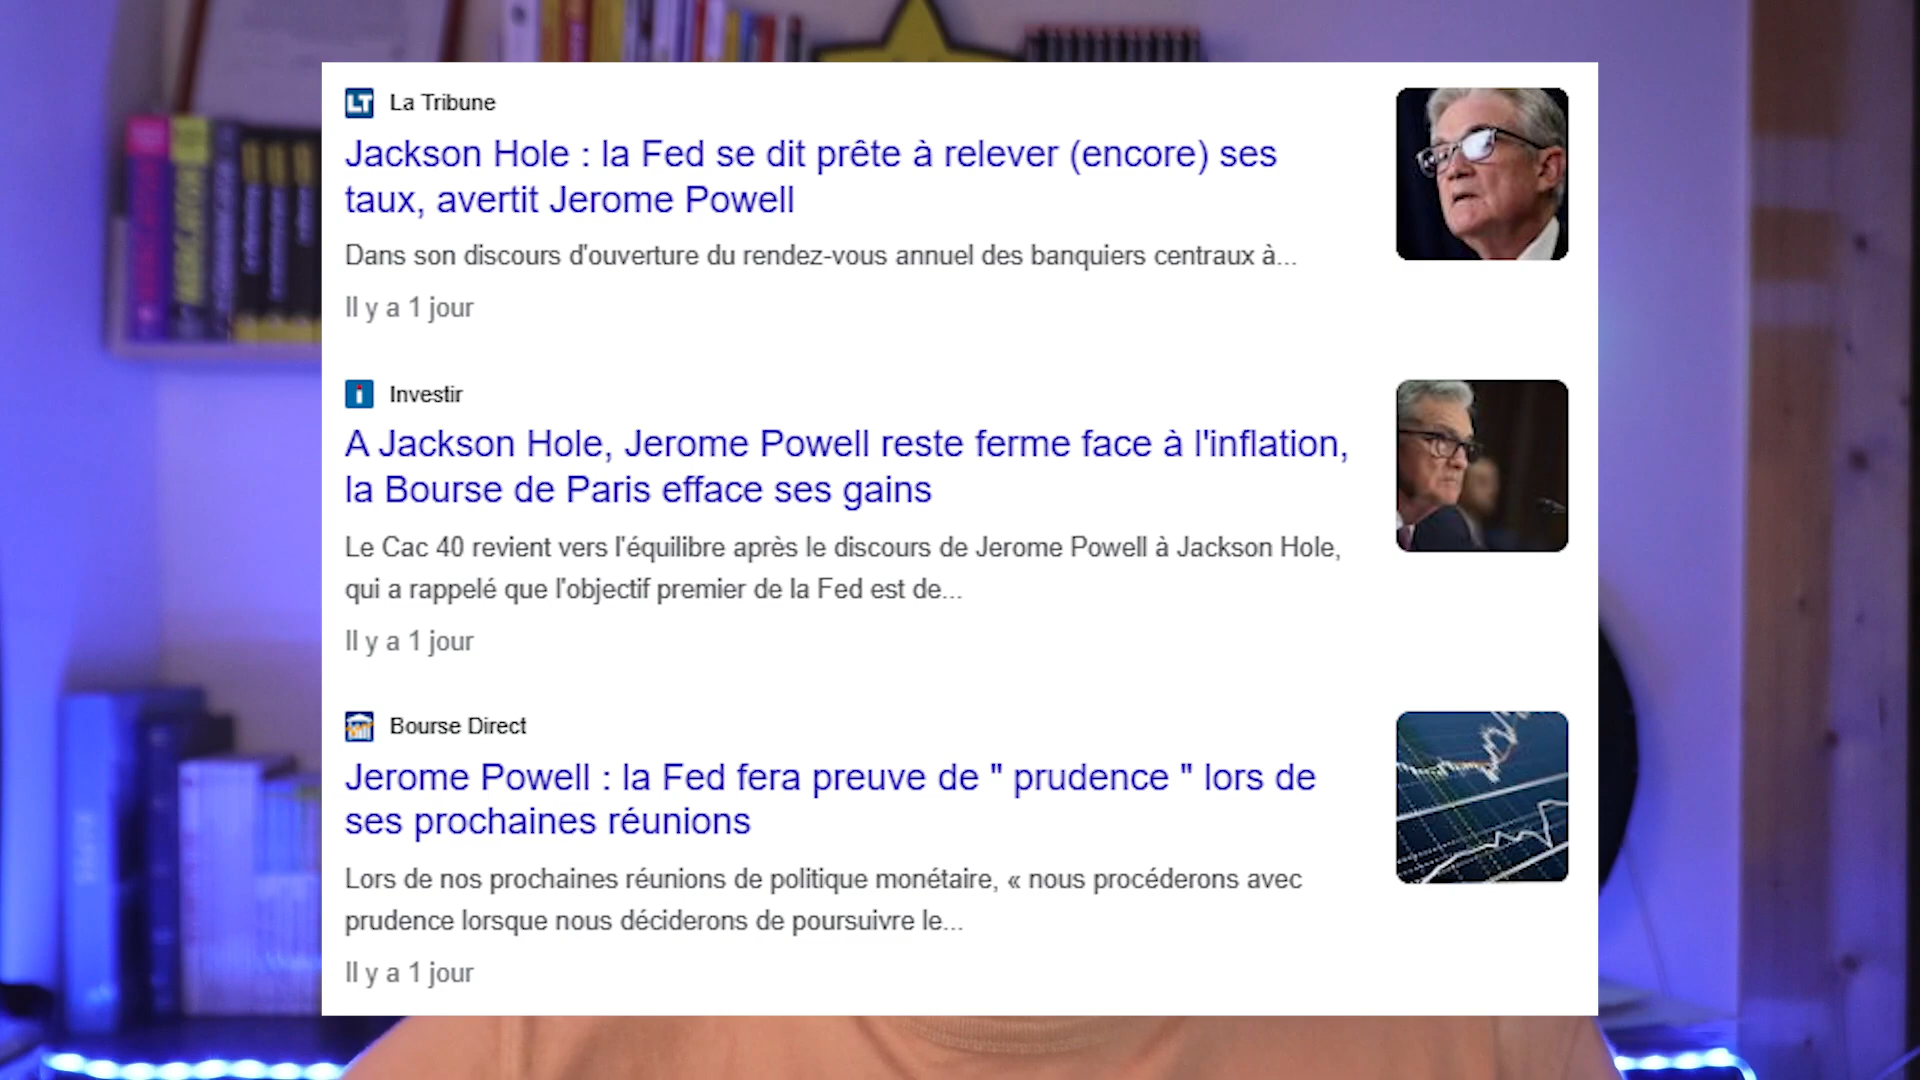 LT La Tribune
Jackson Hole : la Fed se dit prête à relever (encore) ses
taux, avertit Jerome Powell
Dans son discours d'ouverture du rendez-vous annuel des banquiers centraux à...
Il y a 1 jour
i Investir
A Jackson Hole, Jerome Powell reste ferme face à l'inflation,
la Bourse de Paris efface ses gains
Le Cac 40 revient vers l'équilibre après le discours de Jerome Powell à Jackson Hole,
qui a rappelé que l'objectif premier de la Fed est de...
Il y a 1 jour
Bourse Direct
Jerome Powell : la Fed fera preuve de " prudence " lors de
ses prochaines réunions
Lors de nos prochaines réunions de politique monétaire, « nous procéderons avec
prudence lorsque nous déciderons de poursuivre le...
Il y a 1 jour